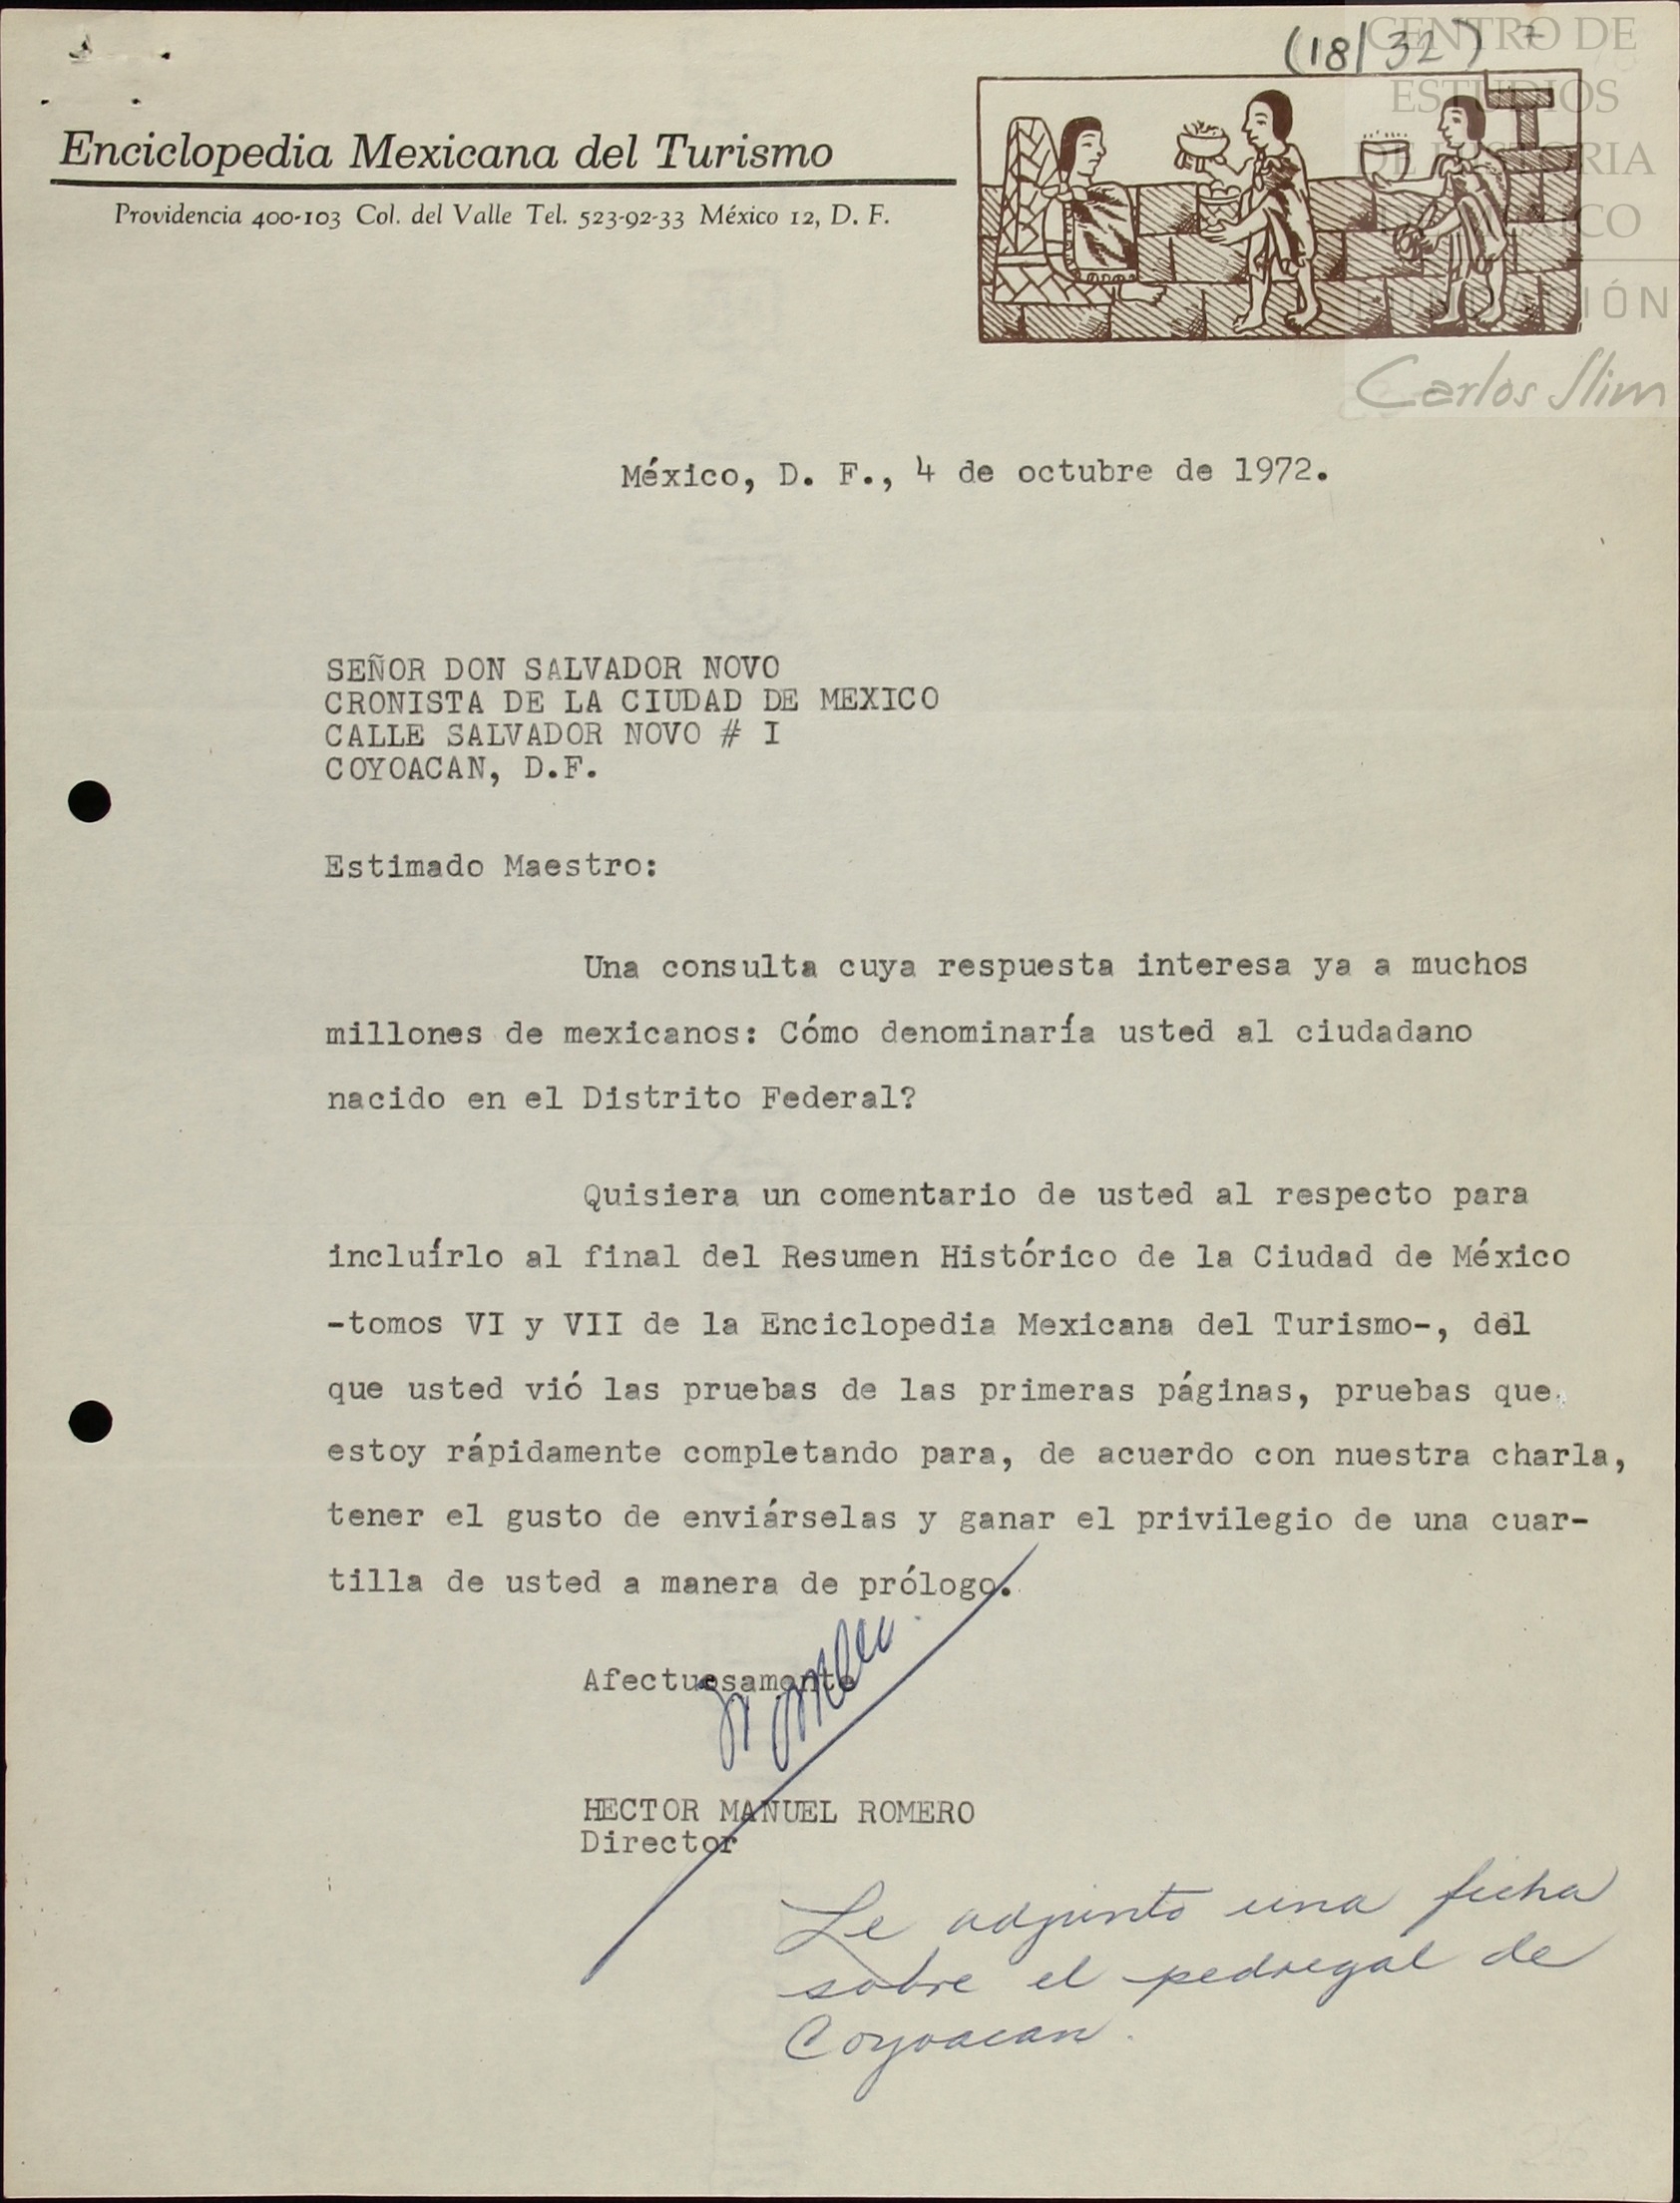 (18/32)
CENTRO DE
ESTUDIOS
DE HISTORIA
DE MÉXICO
FUNDACIÓN
Carlos Slim
Enciclopedia Mexicana del Turismo
Providencia 400-103 Col. del Valle Tel. 523-92-33 México 12, D. F.
México, D. F., 4 de octubre de 1972.
SEÑOR DON SALVADOR NOVO
CRONISTA DE LA CIUDAD DE MEXICO
CALLE SALVADOR NOVO # I
COYOACAN, D.F.
Estimado Maestro:
Una consulta cuya respuesta interesa ya a muchos
millones de mexicanos: Cómo denominaría usted al ciudadano
nacido en el Distrito Federal?
Quisiera un comentario de usted al respecto para
incluírlo al final del Resumen Histórico de la Ciudad de México
-tomos VI y VII de la Enciclopedia Mexicana del Turismo-, del
que usted vió las pruebas de las primeras páginas, pruebas que
estoy rápidamente completando para, de acuerdo con nuestra charla,
tener el gusto de enviárselas y ganar el privilegio de una cuar-
tilla de usted a manera de prólogo.
Afectuosamente
HECTOR MANUEL ROMERO
Director
Le adjunto una ficha
sobre el pedregal de
Coyoacan.